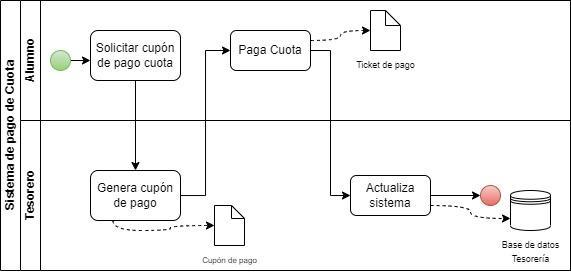 Sistema de pago de Cuota
Alumno
Solicitar cupón
de pago cuota
Paga Cuota
Ticket de pago
Tesorero
Genera cupón
de pago
Cupón de pago
Actualiza
sistema
Base de datos
Tesorería